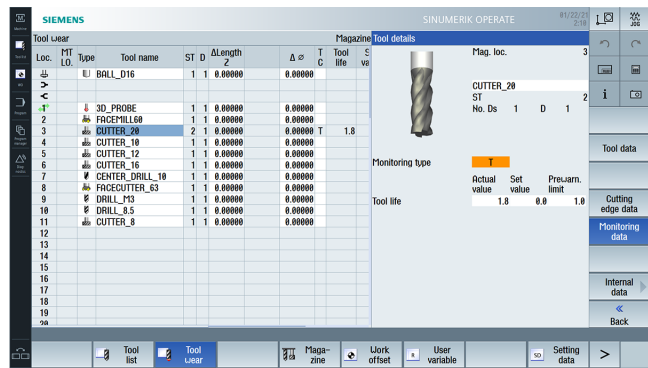 SIEMENS
SINUMERIK OPERATE
01/22/21
2:18
JOG
Tool wear
Magazine
Tool details
Loc.
MT
LO.
Type
Tool name
ST
D
ΔLength
Z
Δ ⌀
T
C
Tool
life
S
va
BALL_D16 1 1 0.00000 0.00000
1 3D_PROBE 1 1 0.00000 0.00000
2 FACEMILL60 1 1 0.00000 0.00000
3 CUTTER_20 2 1 0.00000 0.00000 T 1.8
4 CUTTER_10 1 1 0.00000 0.00000
5 CUTTER_12 1 1 0.00000 0.00000
6 CUTTER_16 1 1 0.00000 0.00000
7 CENTER_DRILL_10 1 1 0.00000 0.00000
8 FACECUTTER_63 1 1 0.00000 0.00000
9 DRILL_M3 1 1 0.00000 0.00000
10 DRILL_8.5 1 1 0.00000 0.00000
11 CUTTER_8 1 1 0.00000 0.00000
12
13
14
15
16
17
18
19
20
Mag. loc. 3
CUTTER_20
ST 2
No. Ds 1 D 1
Monitoring type T
Actual
value
Set
value
Prewarn.
limit
Tool life 1.8 0.0 1.0
i
Tool data
Cutting
edge data
Monitoring
data
Internal
data
«
Back
Tool
list
Tool
wear
Maga-
zine
Work
offset
R
User
variable
SD
Setting
data
>